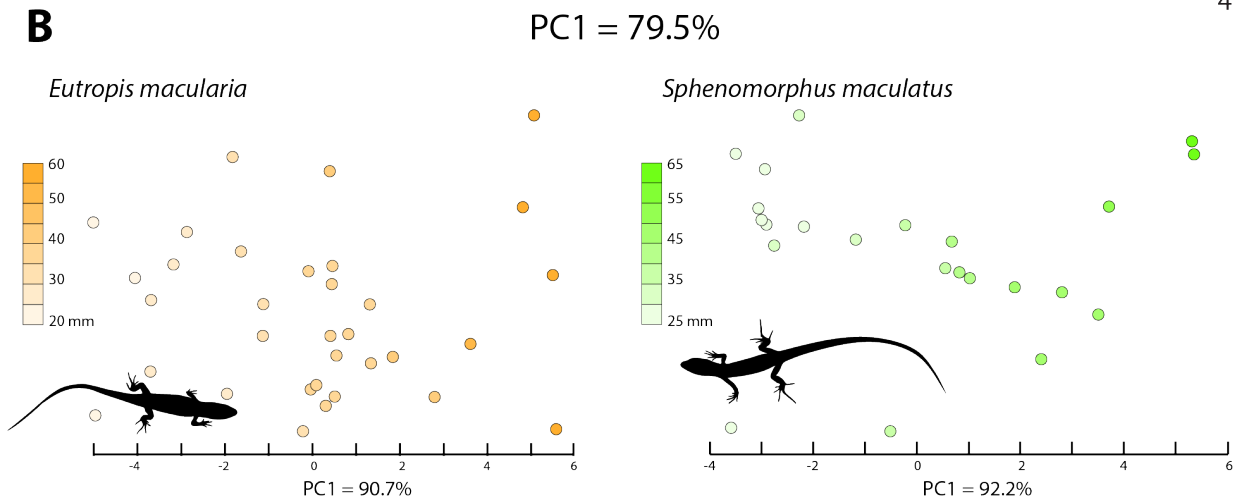 4
B
PC1 = 79.5%
Eutropis macularia
Sphenomorphus maculatus
60
50
40
30
20 mm
65
55
45
35
25 mm
-4 -2 0 2 4 6
PC1 = 90.7%
-4 -2 0 2 4 6
PC1 = 92.2%